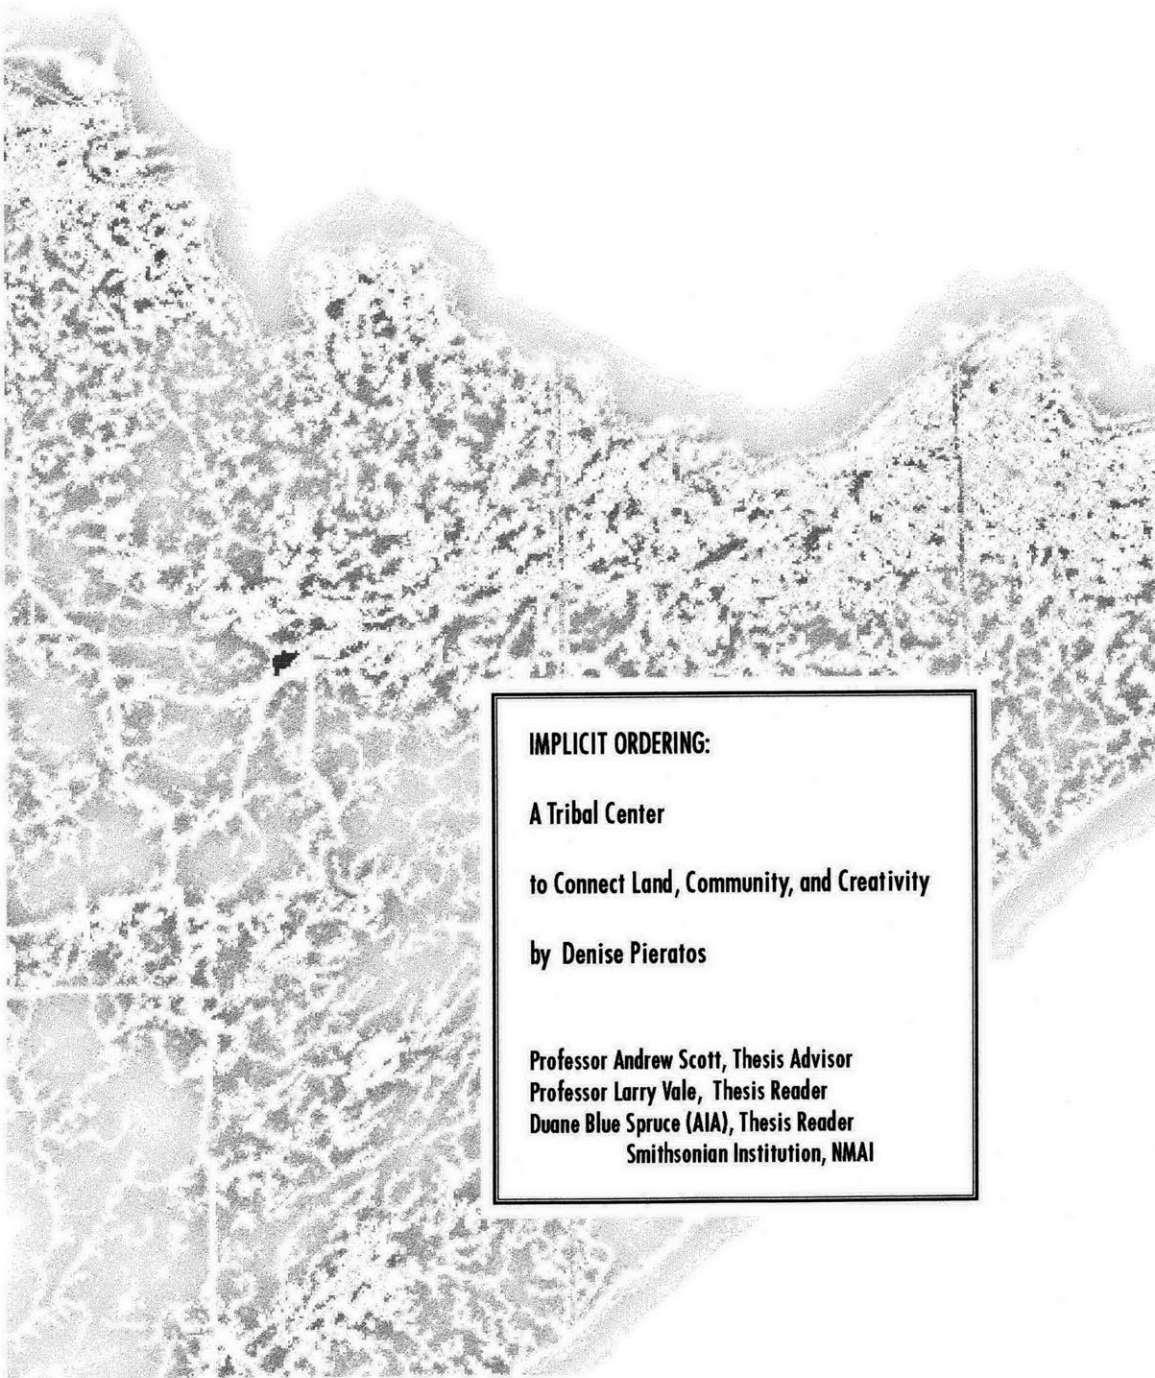 IMPLICIT ORDERING:
A Tribal Center
to Connect Land, Community, and Creativity
by Denise Pieratos
Professor Andrew Scott, Thesis Advisor
Professor Larry Vale, Thesis Reader
Duane Blue Spruce (AIA), Thesis Reader
Smithsonian Institution, NMAI